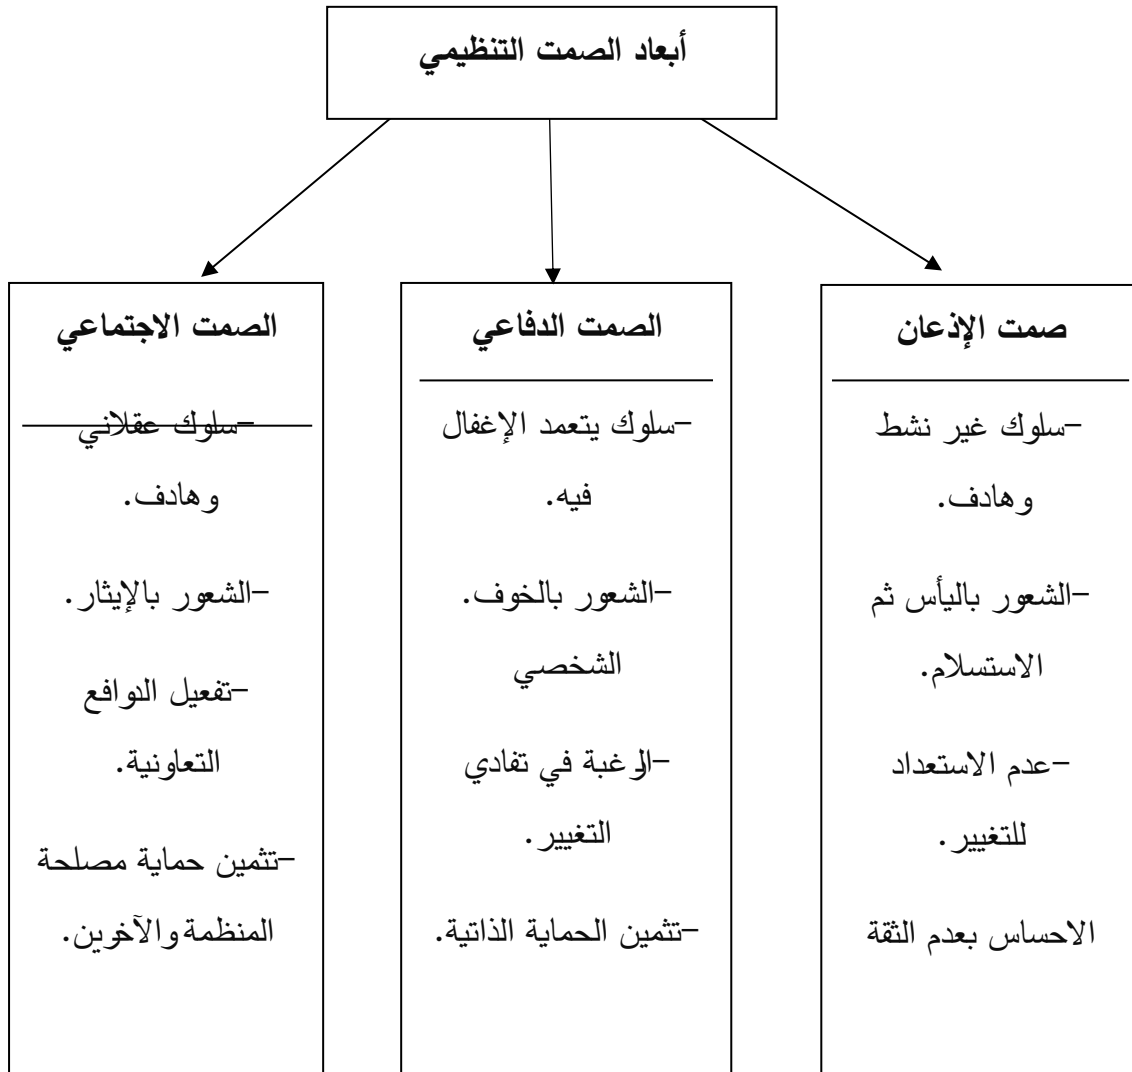 أبعاد الصمت التنظيمي
صمت الإذعان
-سلوك غير نشط
وهادف.
-الشعور باليأس ثم
الاستسلام.
-عدم الاستعداد
للتغيير.
الاحساس بعدم الثقة
الصمت الدفاعي
-سلوك يتعمد الإغفال
فيه.
-الشعور بالخوف.
الشخصي
-الرغبة في تفادي
التغيير.
-تثمين الحماية الذاتية.
الصمت الاجتماعي
-سلوك عقلاني
وهادف.
-الشعور بالإيثار.
-تفعيل الدوافع
التعاونية.
-تثمين حماية مصلحة
المنظمة والآخرين.